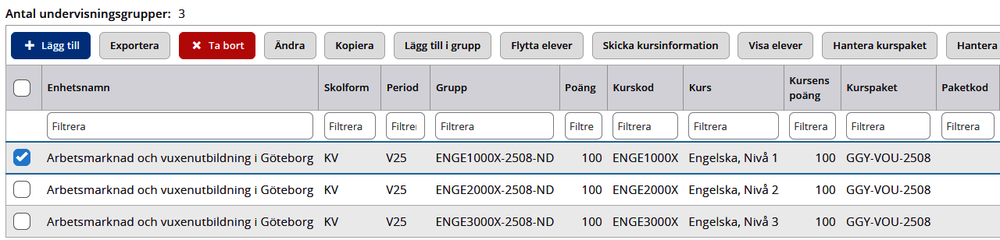 Antal undervisningsgrupper: 3
Lägg till Exportera Ta bort Ändra Kopiera Lägg till i grupp Flytta elever Skicka kursinformation Visa elever Hantera kurspaket Hantera
Enhetsnamn Skolform Period Grupp Poäng Kurskod Kurs Kursens poäng Kurspaket Paketkod
Filtrera Filtrera Filtrer Filtrera Filtre Filtrera Filtrera Filtrera Filtrera Filtrera
Arbetsmarknad och vuxenutbildning i Göteborg KV V25 ENGE1000X-2508-ND 100 ENGE1000X Engelska, Nivå 1 100 GGY-VOU-2508
Arbetsmarknad och vuxenutbildning i Göteborg KV V25 ENGE2000X-2508-ND 100 ENGE2000X Engelska, Nivå 2 100 GGY-VOU-2508
Arbetsmarknad och vuxenutbildning i Göteborg KV V25 ENGE3000X-2508-ND 100 ENGE3000X Engelska, Nivå 3 100 GGY-VOU-2508